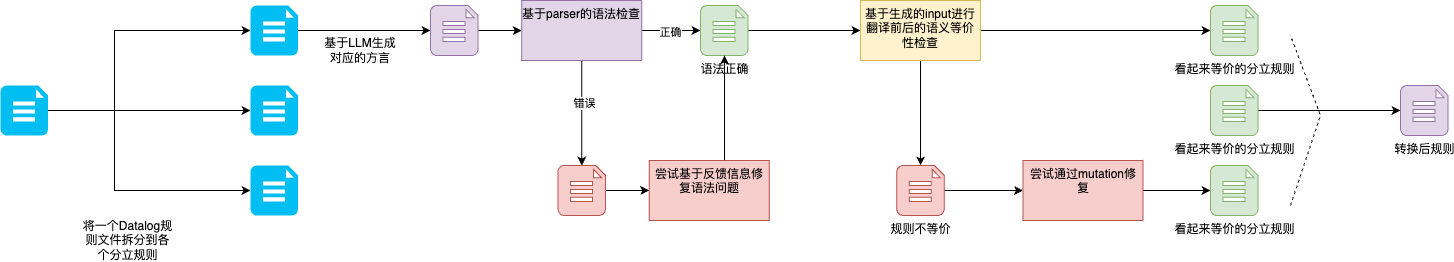 将一个Datalog规
则文件拆分到各
个分立规则
基于LLM生成
对应的方言
基于parser的语法检查
正确
错误
语法正确
尝试基于反馈信息修
复语法问题
基于生成的input进行
翻译前后的语义等价
性检查
规则不等价
尝试通过mutation修
复
看起来等价的分立规则
看起来等价的分立规则
看起来等价的分立规则
转换后规则